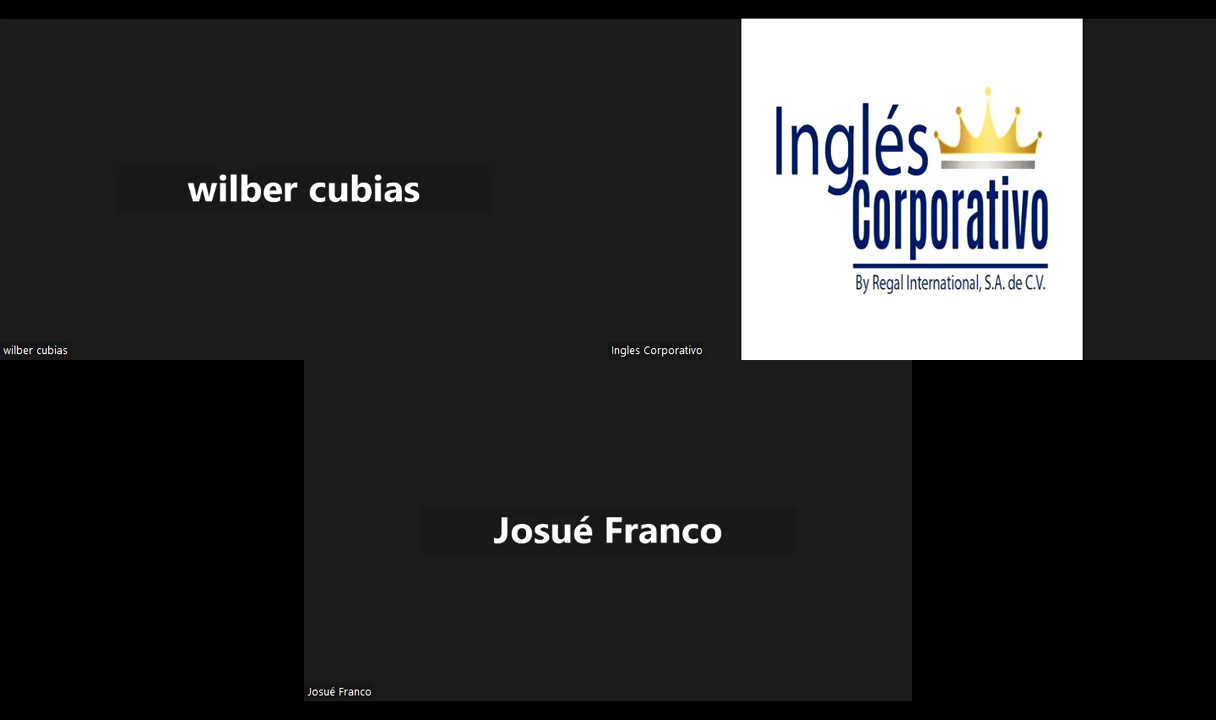 wilber cubias
Inglés
Corporativo
By Regal International, S.A. de C.V.
wilber cubias
Ingles Corporativo
Josué Franco
Josué Franco